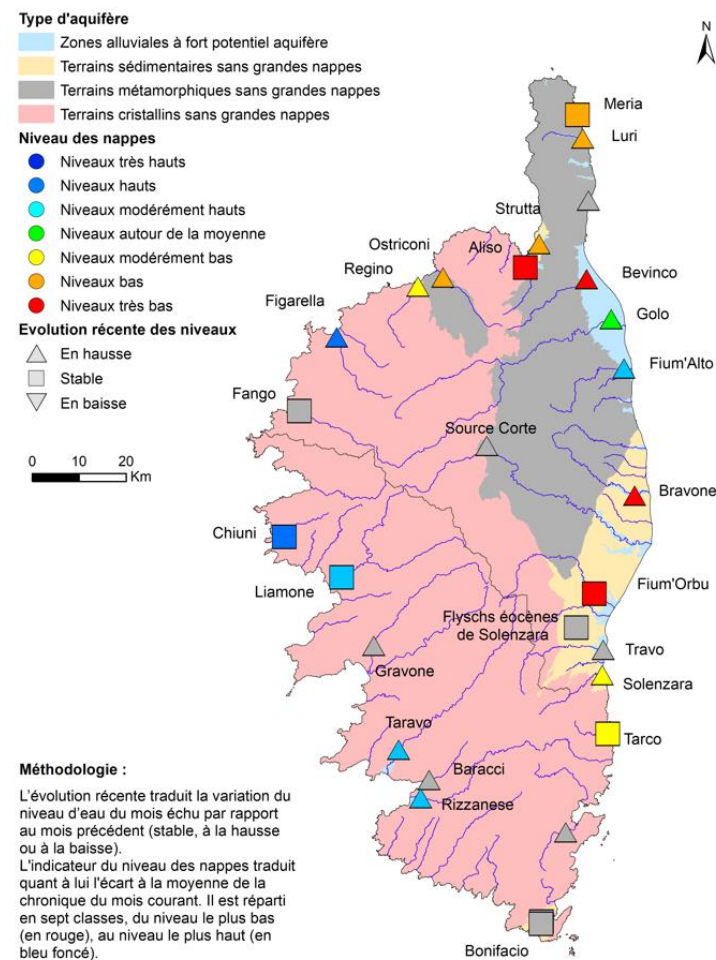 Type d'aquifère
Zones alluviales à fort potentiel aquifère
Terrains sédimentaires sans grandes nappes
Terrains métamorphiques sans grandes nappes
Terrains cristallins sans grandes nappes
Niveau des nappes
Niveaux très hauts
Niveaux hauts
Niveaux modérément hauts
Niveaux autour de la moyenne
Niveaux modérément bas
Niveaux bas
Niveaux très bas
Evolution récente des niveaux
En hausse
Stable
En baisse
0 10 20
Km
N
Meria
Luri
Strutta
Ostriconi
Aliso
Regino
Bevinco
Figarella
Golo
Fium'Alto
Fango
Source Corte
Bravone
Chiuni
Liamone
Fium'Orbu
Flyschs éocènes
de Solenzara
Travo
Gravone
Solenzara
Taravo
Tarco
Baracci
Rizzanese
Bonifacio
Méthodologie :
L'évolution récente traduit la variation du
niveau d'eau du mois échu par rapport
au mois précédent (stable, à la hausse
ou à la baisse).
L'indicateur du niveau des nappes traduit
quant à lui l'écart à la moyenne de la
chronique du mois courant. Il est réparti
en sept classes, du niveau le plus bas
(en rouge), au niveau le plus haut (en
bleu foncé).